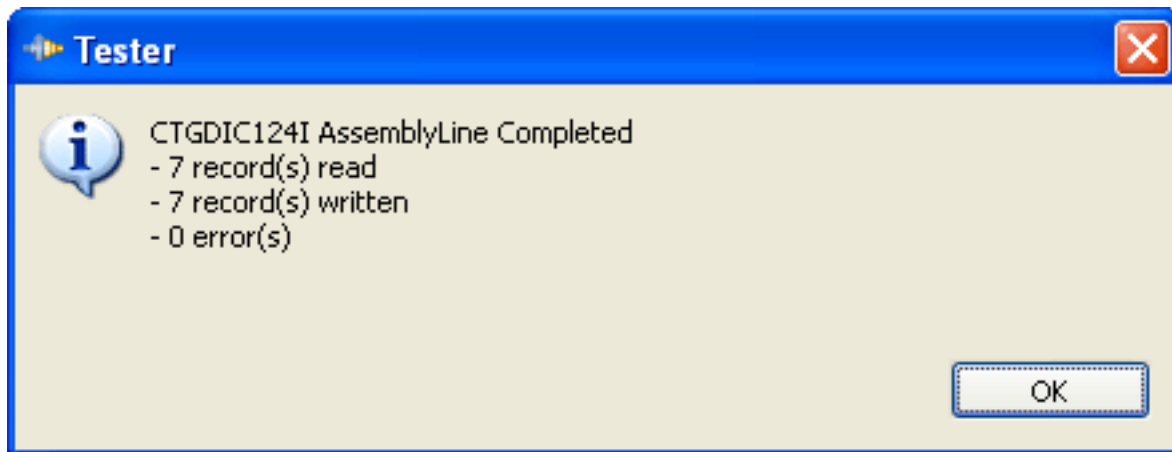 Tester
CTGDIC124I AssemblyLine Completed
- 7 record(s) read
- 7 record(s) written
- 0 error(s)
OK